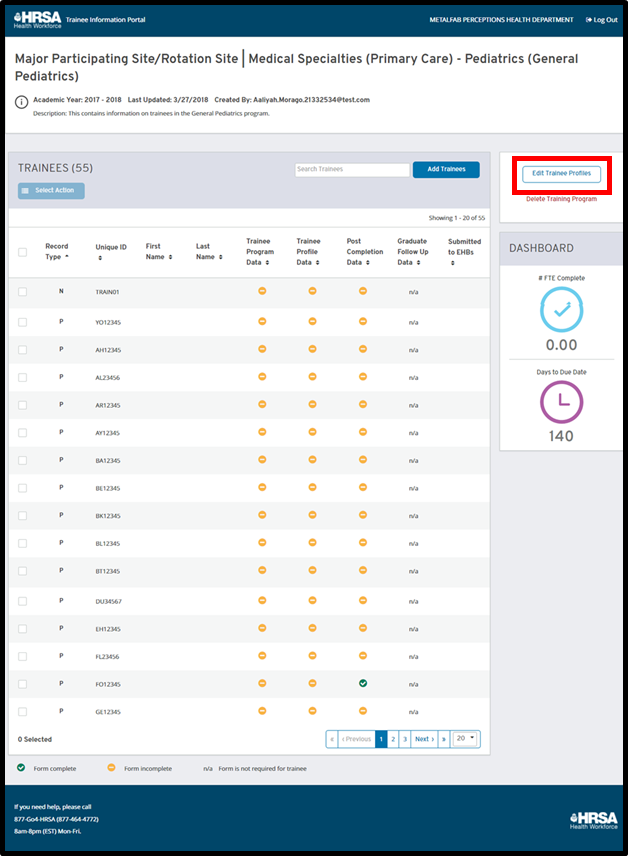 HRSA Trainee Information Portal METALFAB PERCEPTIONS HEALTH DEPARTMENT Log Out
Health Workforce
Major Participating Site/Rotation Site | Medical Specialties (Primary Care) - Pediatrics (General
Pediatrics)
Academic Year: 2017 - 2018 Last Updated: 3/27/2018 Created By: Aaliyah.Morago.21332534@test.com
Description: This contains information on trainees in the General Pediatrics program.
TRAINEES (55) Search Trainees Add Trainees
Select Action
Showing 1 - 20 of 55
Edit Trainee Profiles
Delete Training Program
Record Type Unique ID First Name Last Name Trainee Program Data Trainee Profile Data Post Completion Data Graduate Follow Up Data Submitted to EHBs
N TRAIN01 n/a
P YO12345 n/a
P AH12345 n/a
P AL23456 n/a
P AR12345 n/a
P AY12345 n/a
P BA12345 n/a
P BE12345 n/a
P BK12345 n/a
P BL12345 n/a
P BT12345 n/a
P DU34567 n/a
P EH12345 n/a
P FL23456 n/a
P FO12345 n/a
P GE12345 n/a
0 Selected « ‹ Previous 1 2 3 Next › » 20
Form complete Form incomplete n/a Form is not required for trainee
DASHBOARD
# FTE Complete
0.00
Days to Due Date
140
If you need help, please call
877-Go4-HRSA (877-464-4772)
8am-8pm (EST) Mon-Fri.
HRSA
Health Workforce